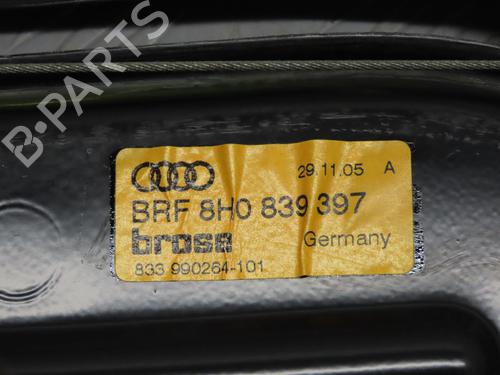 B-PARTS
29.11.05 A
BRF 8H0 839 397
brose
Germany
833 990264-101